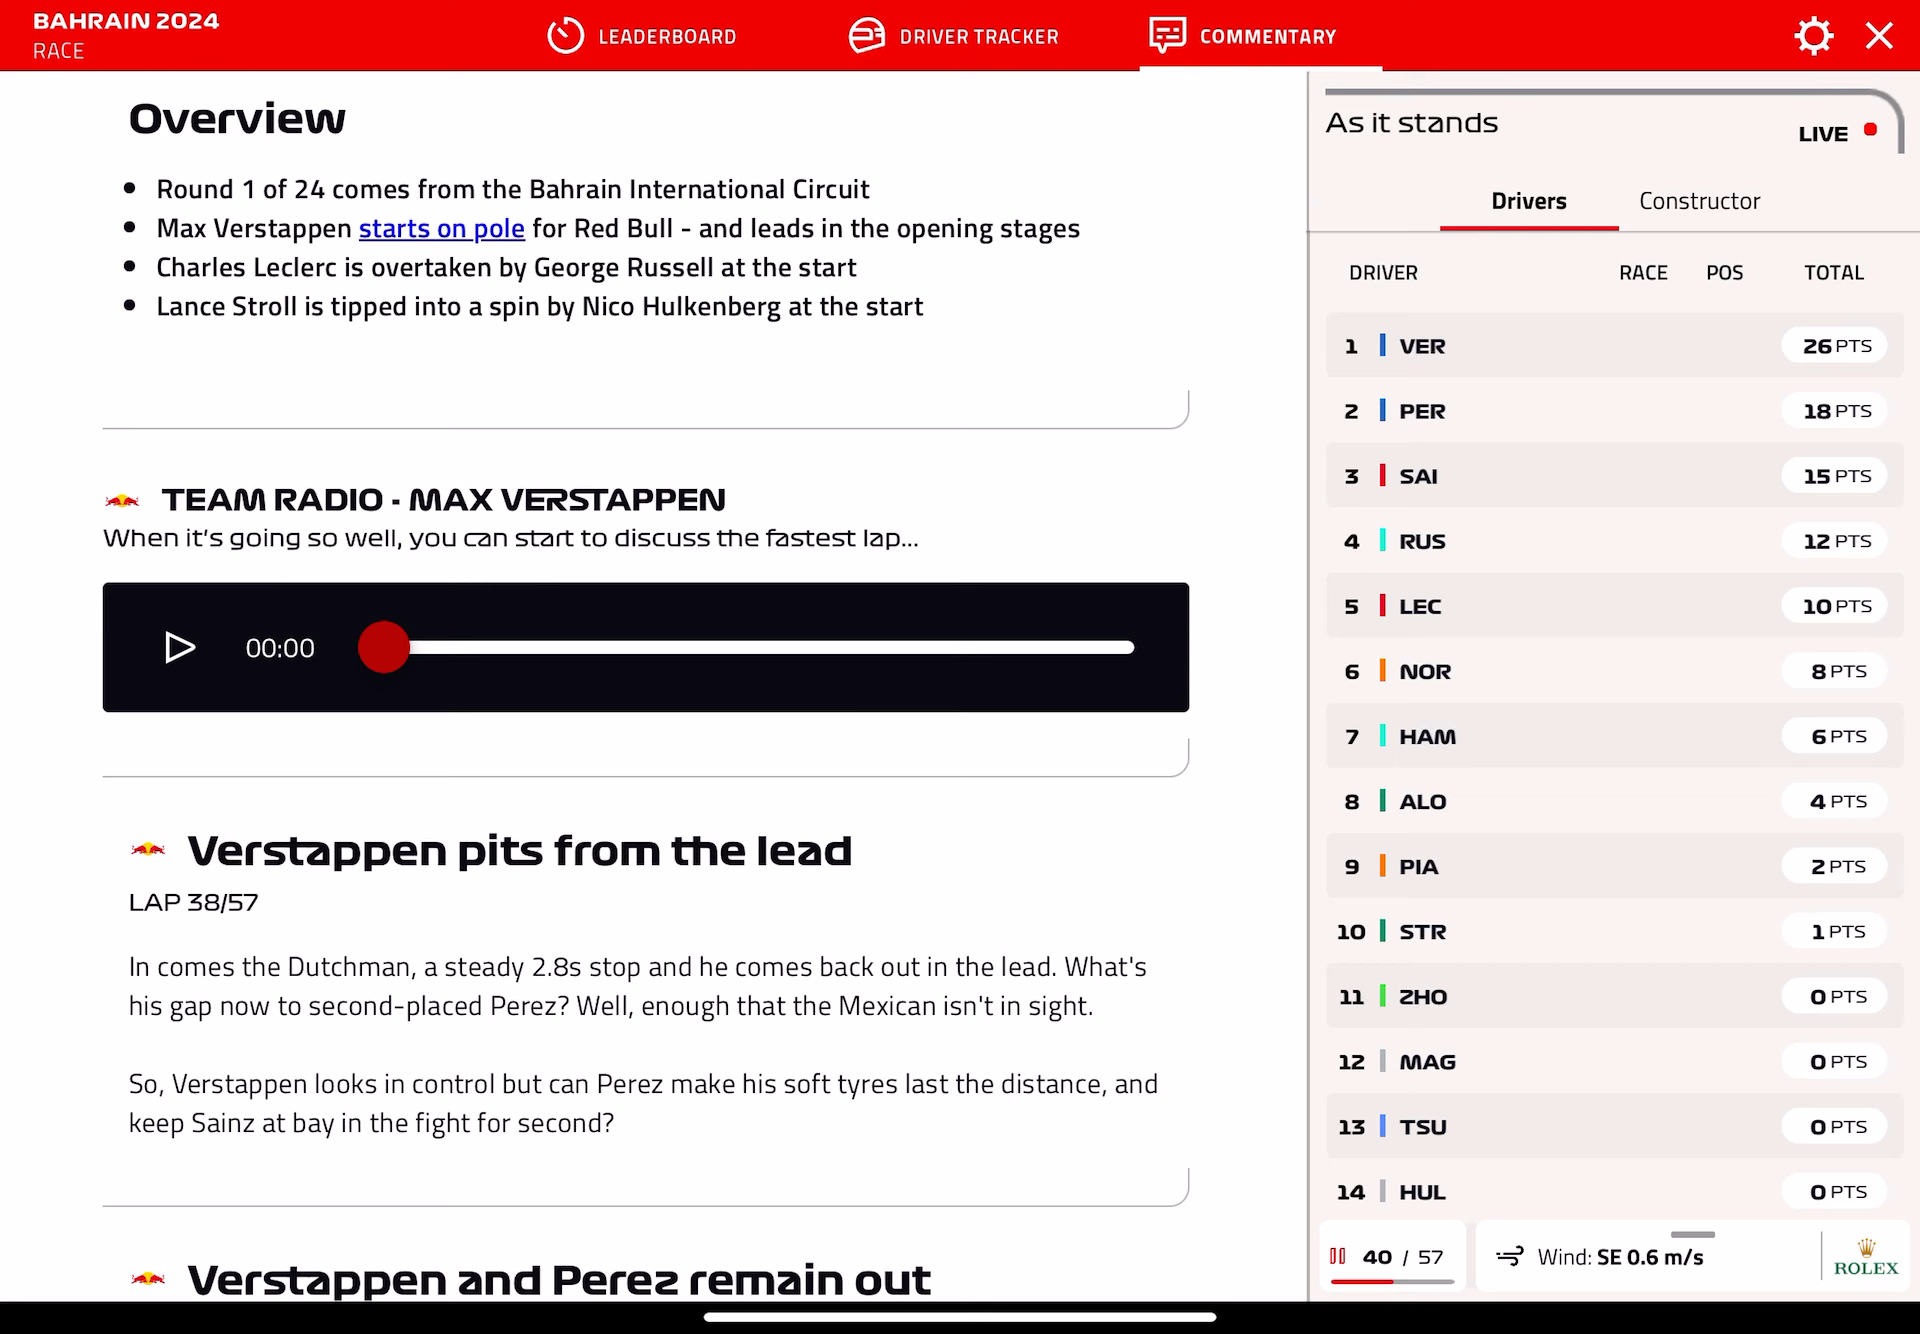 BAHRAIN 2024
RACE
LEADERBOARD
DRIVER TRACKER
COMMENTARY
Overview
Round 1 of 24 comes from the Bahrain International Circuit
Max Verstappen starts on pole for Red Bull - and leads in the opening stages
Charles Leclerc is overtaken by George Russell at the start
Lance Stroll is tipped into a spin by Nico Hulkenberg at the start
TEAM RADIO - MAX VERSTAPPEN
When it's going so well, you can start to discuss the fastest lap...
00:00
Verstappen pits from the lead
LAP 38/57
In comes the Dutchman, a steady 2.8s stop and he comes back out in the lead. What's
his gap now to second-placed Perez? Well, enough that the Mexican isn't in sight.
So, Verstappen looks in control but can Perez make his soft tyres last the distance, and
keep Sainz at bay in the fight for second?
Verstappen and Perez remain out
As it stands
LIVE
Drivers Constructor
DRIVER RACE POS TOTAL
1 VER 26 PTS
2 PER 18 PTS
3 SAI 15 PTS
4 RUS 12 PTS
5 LEC 10 PTS
6 NOR 8 PTS
7 HAM 6 PTS
8 ALO 4 PTS
9 PIA 2 PTS
10 STR 1 PTS
11 ZHO 0 PTS
12 MAG 0 PTS
13 TSU 0 PTS
14 HUL 0 PTS
40 / 57
Wind: SE 0.6 m/s
ROLEX